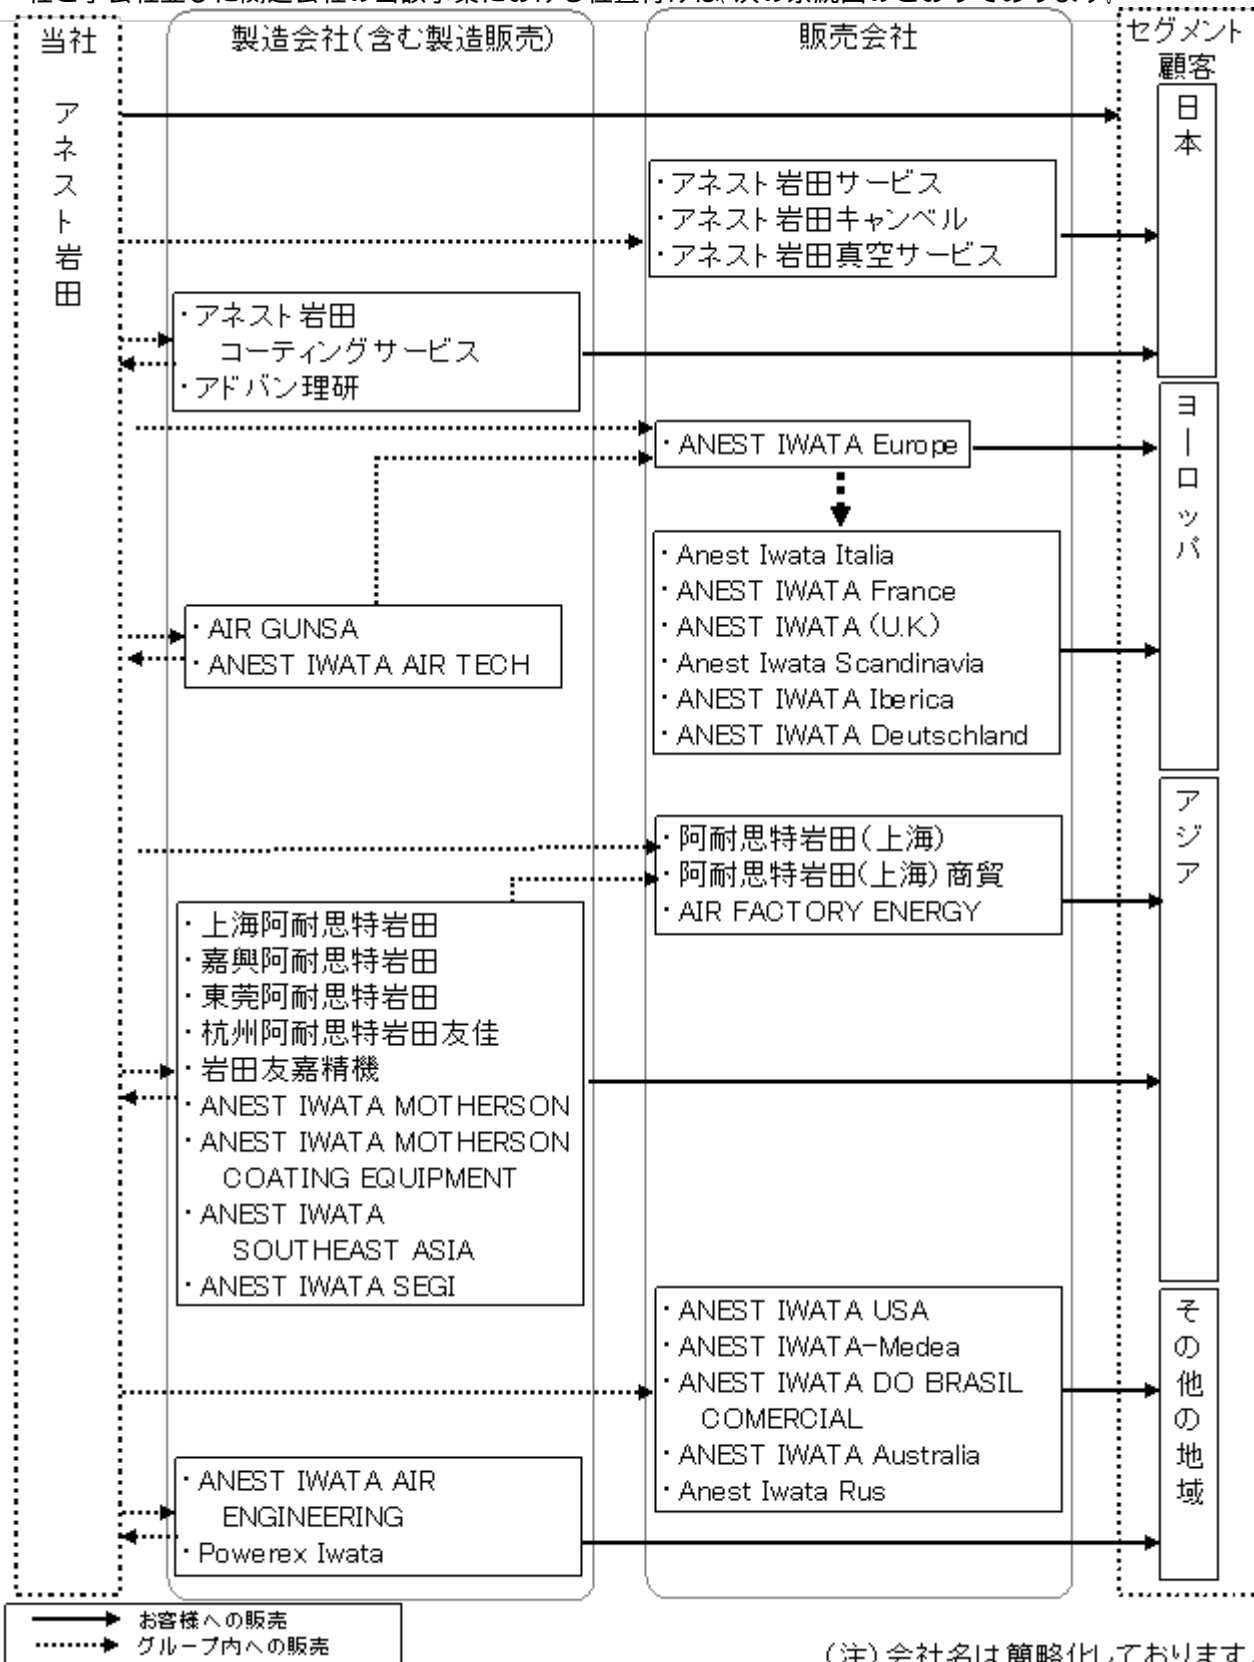 当社
製造会社(含む製造販売)
販売会社
セグメント
顧客
アネスト岩田
日本
・アネスト岩田サービス
・アネスト岩田キャンベル
・アネスト岩田真空サービス
・アネスト岩田
コーティングサービス
・アドバン理研
ヨーロッパ
・ANEST IWATA Europe
・Anest Iwata Italia
・ANEST IWATA France
・ANEST IWATA (U.K.)
・Anest Iwata Scandinavia
・ANEST IWATA Iberica
・ANEST IWATA Deutschland
・AIR GUNSA
・ANEST IWATA AIR TECH
アジア
・阿耐思特岩田(上海)
・阿耐思特岩田(上海)商貿
・AIR FACTORY ENERGY
・上海阿耐思特岩田
・嘉興阿耐思特岩田
・東莞阿耐思特岩田
・杭州阿耐思特岩田友佳
・岩田友嘉精機
・ANEST IWATA MOTHERSON
・ANEST IWATA MOTHERSON
COATING EQUIPMENT
・ANEST IWATA
SOUTHEAST ASIA
・ANEST IWATA SEGI
その他の地域
・ANEST IWATA USA
・ANEST IWATA-Medea
・ANEST IWATA DO BRASIL
COMERCIAL
・ANEST IWATA Australia
・Anest Iwata Rus
・ANEST IWATA AIR
ENGINEERING
・Powerex Iwata
お客様への販売
グループ内への販売
(注)会社名は簡略化しております。